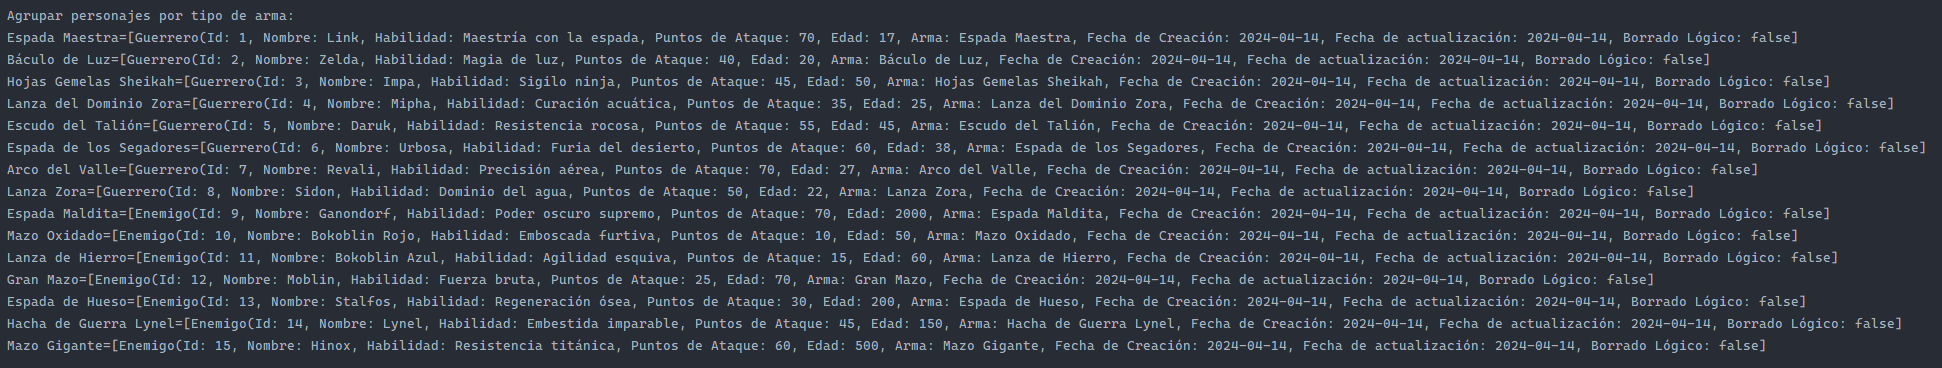 Agrupar personajes por tipo de arma:
Espada Maestra=[Guerrero(Id: 1, Nombre: Link, Habilidad: Maestría con la espada, Puntos de Ataque: 70, Edad: 17, Arma: Espada Maestra, Fecha de Creación: 2024-04-14, Fecha de actualización: 2024-04-14, Borrado Lógico: false]
Báculo de Luz=[Guerrero(Id: 2, Nombre: Zelda, Habilidad: Magia de luz, Puntos de Ataque: 40, Edad: 20, Arma: Báculo de Luz, Fecha de Creación: 2024-04-14, Fecha de actualización: 2024-04-14, Borrado Lógico: false]
Hojas Gemelas Sheikah=[Guerrero(Id: 3, Nombre: Impa, Habilidad: Sigilo ninja, Puntos de Ataque: 45, Edad: 50, Arma: Hojas Gemelas Sheikah, Fecha de Creación: 2024-04-14, Fecha de actualización: 2024-04-14, Borrado Lógico: false]
Lanza del Dominio Zora=[Guerrero(Id: 4, Nombre: Mipha, Habilidad: Curación acuática, Puntos de Ataque: 35, Edad: 25, Arma: Lanza del Dominio Zora, Fecha de Creación: 2024-04-14, Fecha de actualización: 2024-04-14, Borrado Lógico: false]
Escudo del Talión=[Guerrero(Id: 5, Nombre: Daruk, Habilidad: Resistencia rocosa, Puntos de Ataque: 55, Edad: 45, Arma: Escudo del Talión, Fecha de Creación: 2024-04-14, Fecha de actualización: 2024-04-14, Borrado Lógico: false]
Espada de los Segadores=[Guerrero(Id: 6, Nombre: Urbosa, Habilidad: Furia del desierto, Puntos de Ataque: 60, Edad: 38, Arma: Espada de los Segadores, Fecha de Creación: 2024-04-14, Fecha de actualización: 2024-04-14, Borrado Lógico: false]
Arco del Valle=[Guerrero(Id: 7, Nombre: Revali, Habilidad: Precisión aérea, Puntos de Ataque: 70, Edad: 27, Arma: Arco del Valle, Fecha de Creación: 2024-04-14, Fecha de actualización: 2024-04-14, Borrado Lógico: false]
Lanza Zora=[Guerrero(Id: 8, Nombre: Sidon, Habilidad: Dominio del agua, Puntos de Ataque: 50, Edad: 22, Arma: Lanza Zora, Fecha de Creación: 2024-04-14, Fecha de actualización: 2024-04-14, Borrado Lógico: false]
Espada Maldita=[Enemigo(Id: 9, Nombre: Ganondorf, Habilidad: Poder oscuro supremo, Puntos de Ataque: 70, Edad: 2000, Arma: Espada Maldita, Fecha de Creación: 2024-04-14, Fecha de actualización: 2024-04-14, Borrado Lógico: false]
Mazo Oxidado=[Enemigo(Id: 10, Nombre: Bokoblin Rojo, Habilidad: Emboscada furtiva, Puntos de Ataque: 10, Edad: 50, Arma: Mazo Oxidado, Fecha de Creación: 2024-04-14, Fecha de actualización: 2024-04-14, Borrado Lógico: false]
Lanza de Hierro=[Enemigo(Id: 11, Nombre: Bokoblin Azul, Habilidad: Agilidad esquiva, Puntos de Ataque: 15, Edad: 60, Arma: Lanza de Hierro, Fecha de Creación: 2024-04-14, Fecha de actualización: 2024-04-14, Borrado Lógico: false]
Gran Mazo=[Enemigo(Id: 12, Nombre: Moblin, Habilidad: Fuerza bruta, Puntos de Ataque: 25, Edad: 70, Arma: Gran Mazo, Fecha de Creación: 2024-04-14, Fecha de actualización: 2024-04-14, Borrado Lógico: false]
Espada de Hueso=[Enemigo(Id: 13, Nombre: Stalfos, Habilidad: Regeneración ósea, Puntos de Ataque: 30, Edad: 200, Arma: Espada de Hueso, Fecha de Creación: 2024-04-14, Fecha de actualización: 2024-04-14, Borrado Lógico: false]
Hacha de Guerra Lynel=[Enemigo(Id: 14, Nombre: Lynel, Habilidad: Embestida imparable, Puntos de Ataque: 45, Edad: 150, Arma: Hacha de Guerra Lynel, Fecha de Creación: 2024-04-14, Fecha de actualización: 2024-04-14, Borrado Lógico: false]
Mazo Gigante=[Enemigo(Id: 15, Nombre: Hinox, Habilidad: Resistencia titánica, Puntos de Ataque: 60, Edad: 500, Arma: Mazo Gigante, Fecha de Creación: 2024-04-14, Fecha de actualización: 2024-04-14, Borrado Lógico: false]